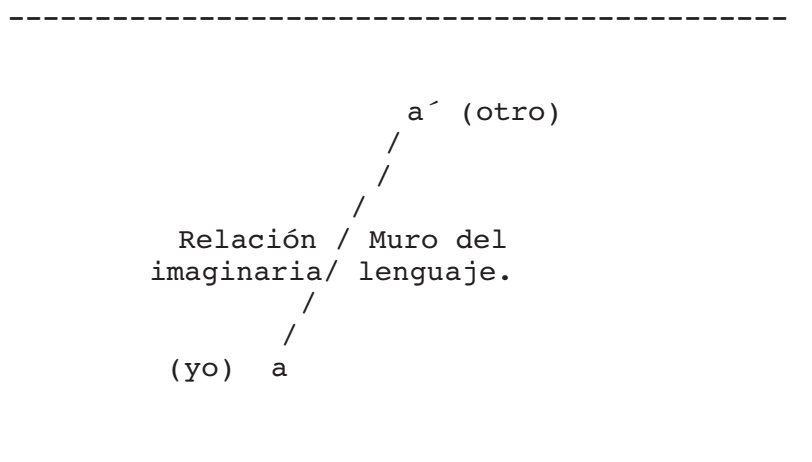 ---------------------------------------------
a´ (otro)
/
/
/
Relación / Muro del
imaginaria/ lenguaje.
/
/
(yo) a